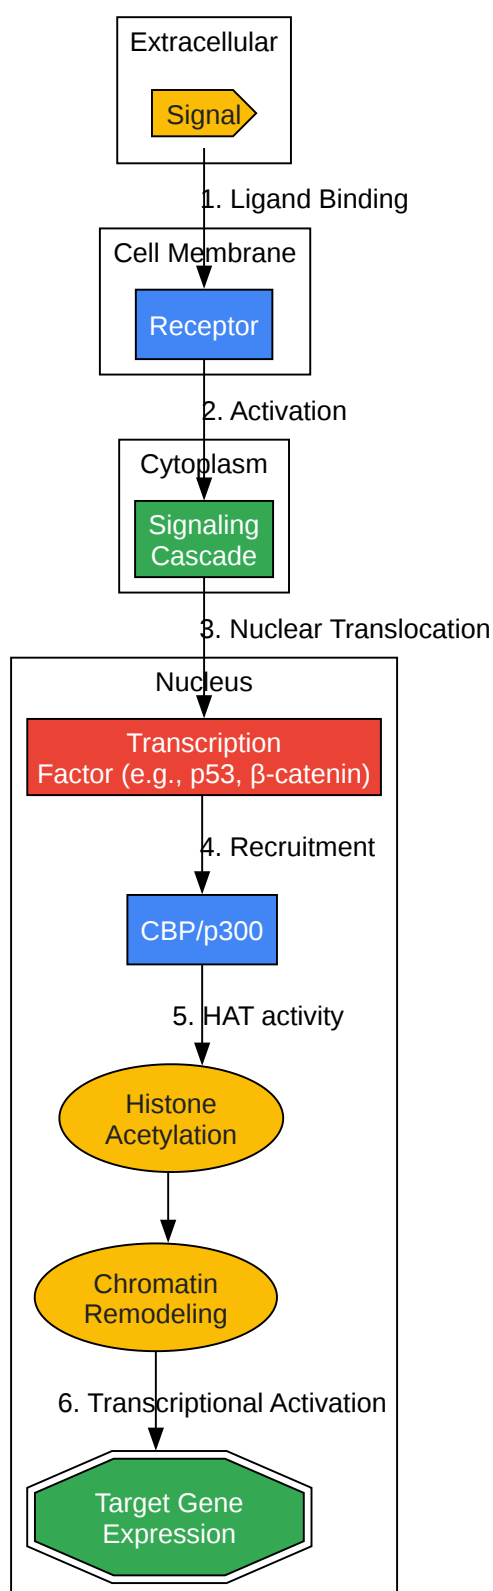 Extracellular
Signal
1. Ligand Binding
Cell Membrane
Receptor
2. Activation
Cytoplasm
Signaling
Cascade
3. Nuclear Translocation
Nucleus
Transcription
Factor (e.g., p53, β-catenin)
4. Recruitment
CBP/p300
5. HAT activity
Histone
Acetylation
Chromatin
Remodeling
6. Transcriptional Activation
Target Gene
Expression